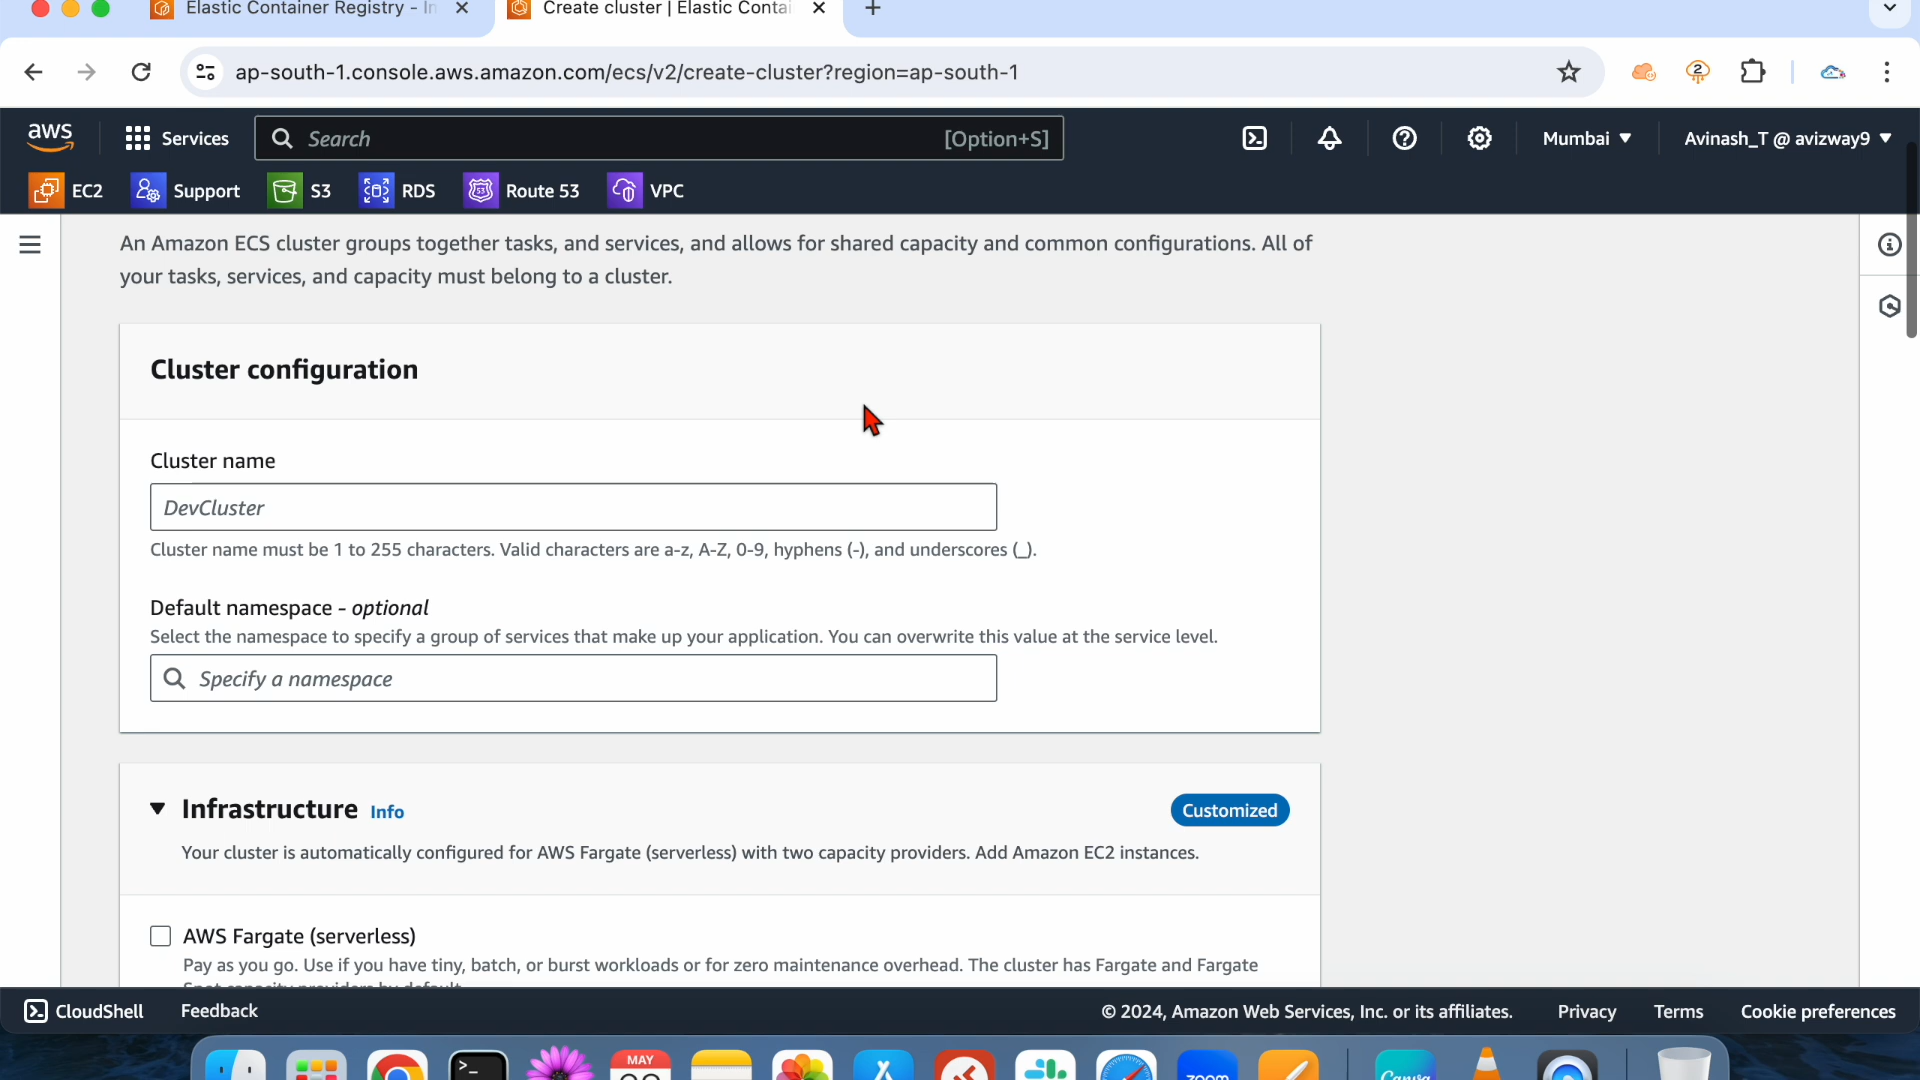 Elastic Container Registry - In
Create cluster | Elastic Contai
ap-south-1.console.aws.amazon.com/ecs/v2/create-cluster?region=ap-south-1
2
aws
Services
Search
[Option+S]
Mumbai
Avinash_T @ avizway9
EC2
Support
S3
RDS
53
Route 53
VPC
An Amazon ECS cluster groups together tasks, and services, and allows for shared capacity and common configurations. All of
your tasks, services, and capacity must belong to a cluster.
Cluster configuration
Cluster name
DevCluster
Cluster name must be 1 to 255 characters. Valid characters are a-z, A-Z, 0-9, hyphens (-), and underscores (_).
Default namespace - optional
Select the namespace to specify a group of services that make up your application. You can overwrite this value at the service level.
Specify a namespace
Infrastructure Info
Customized
Your cluster is automatically configured for AWS Fargate (serverless) with two capacity providers. Add Amazon EC2 instances.
AWS Fargate (serverless)
Pay as you go. Use if you have tiny, batch, or burst workloads or for zero maintenance overhead. The cluster has Fargate and Fargate
Spot capacity providers by default.
CloudShell
Feedback
© 2024, Amazon Web Services, Inc. or its affiliates.
Privacy
Terms
Cookie preferences
MAY
zoom
Canva